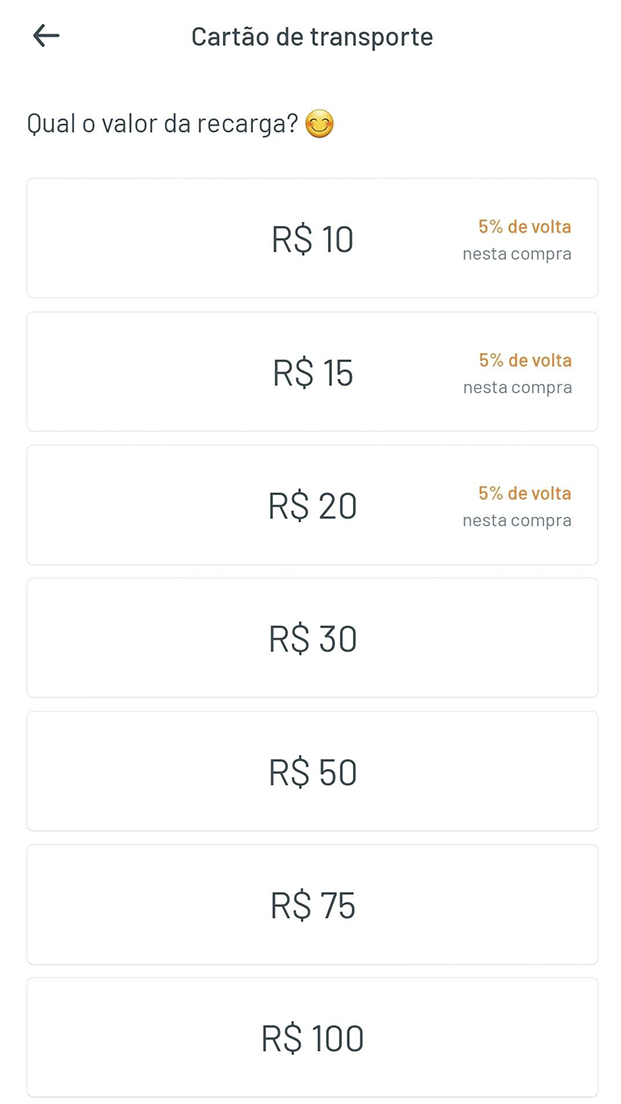 Cartão de transporte
Qual o valor da recarga? 😊
R$ 10
5% de volta
nesta compra
R$ 15
5% de volta
nesta compra
R$ 20
5% de volta
nesta compra
R$ 30
R$ 50
R$ 75
R$ 100